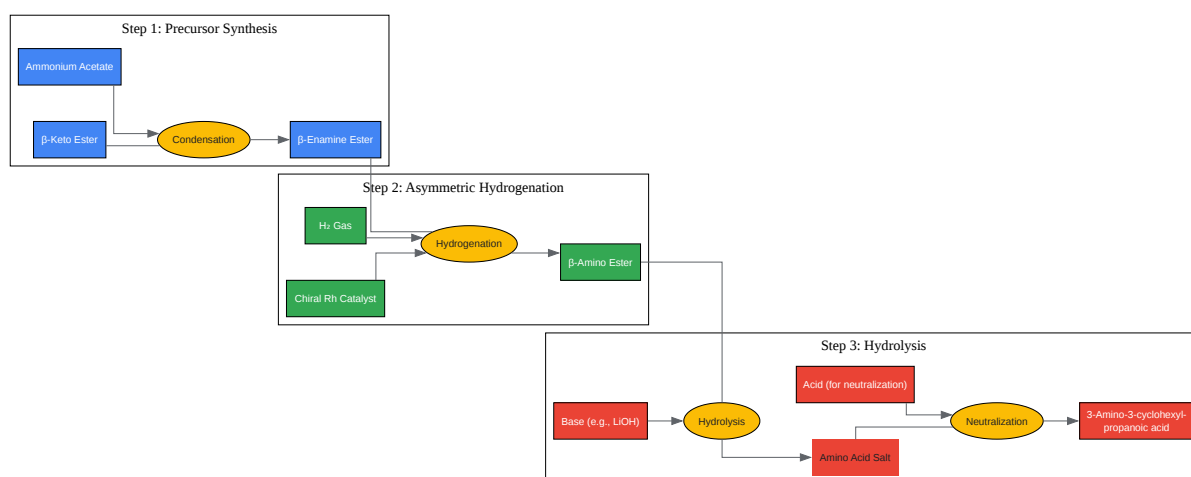 Step 1: Precursor Synthesis
Ammonium Acetate
β-Keto Ester
Condensation
β-Enamine Ester
Step 2: Asymmetric Hydrogenation
H₂ Gas
Hydrogenation
β-Amino Ester
Chiral Rh Catalyst
Step 3: Hydrolysis
Acid (for neutralization)
Base (e.g., LiOH)
Hydrolysis
Neutralization
3-Amino-3-cyclohexyl-
propanoic acid
Amino Acid Salt